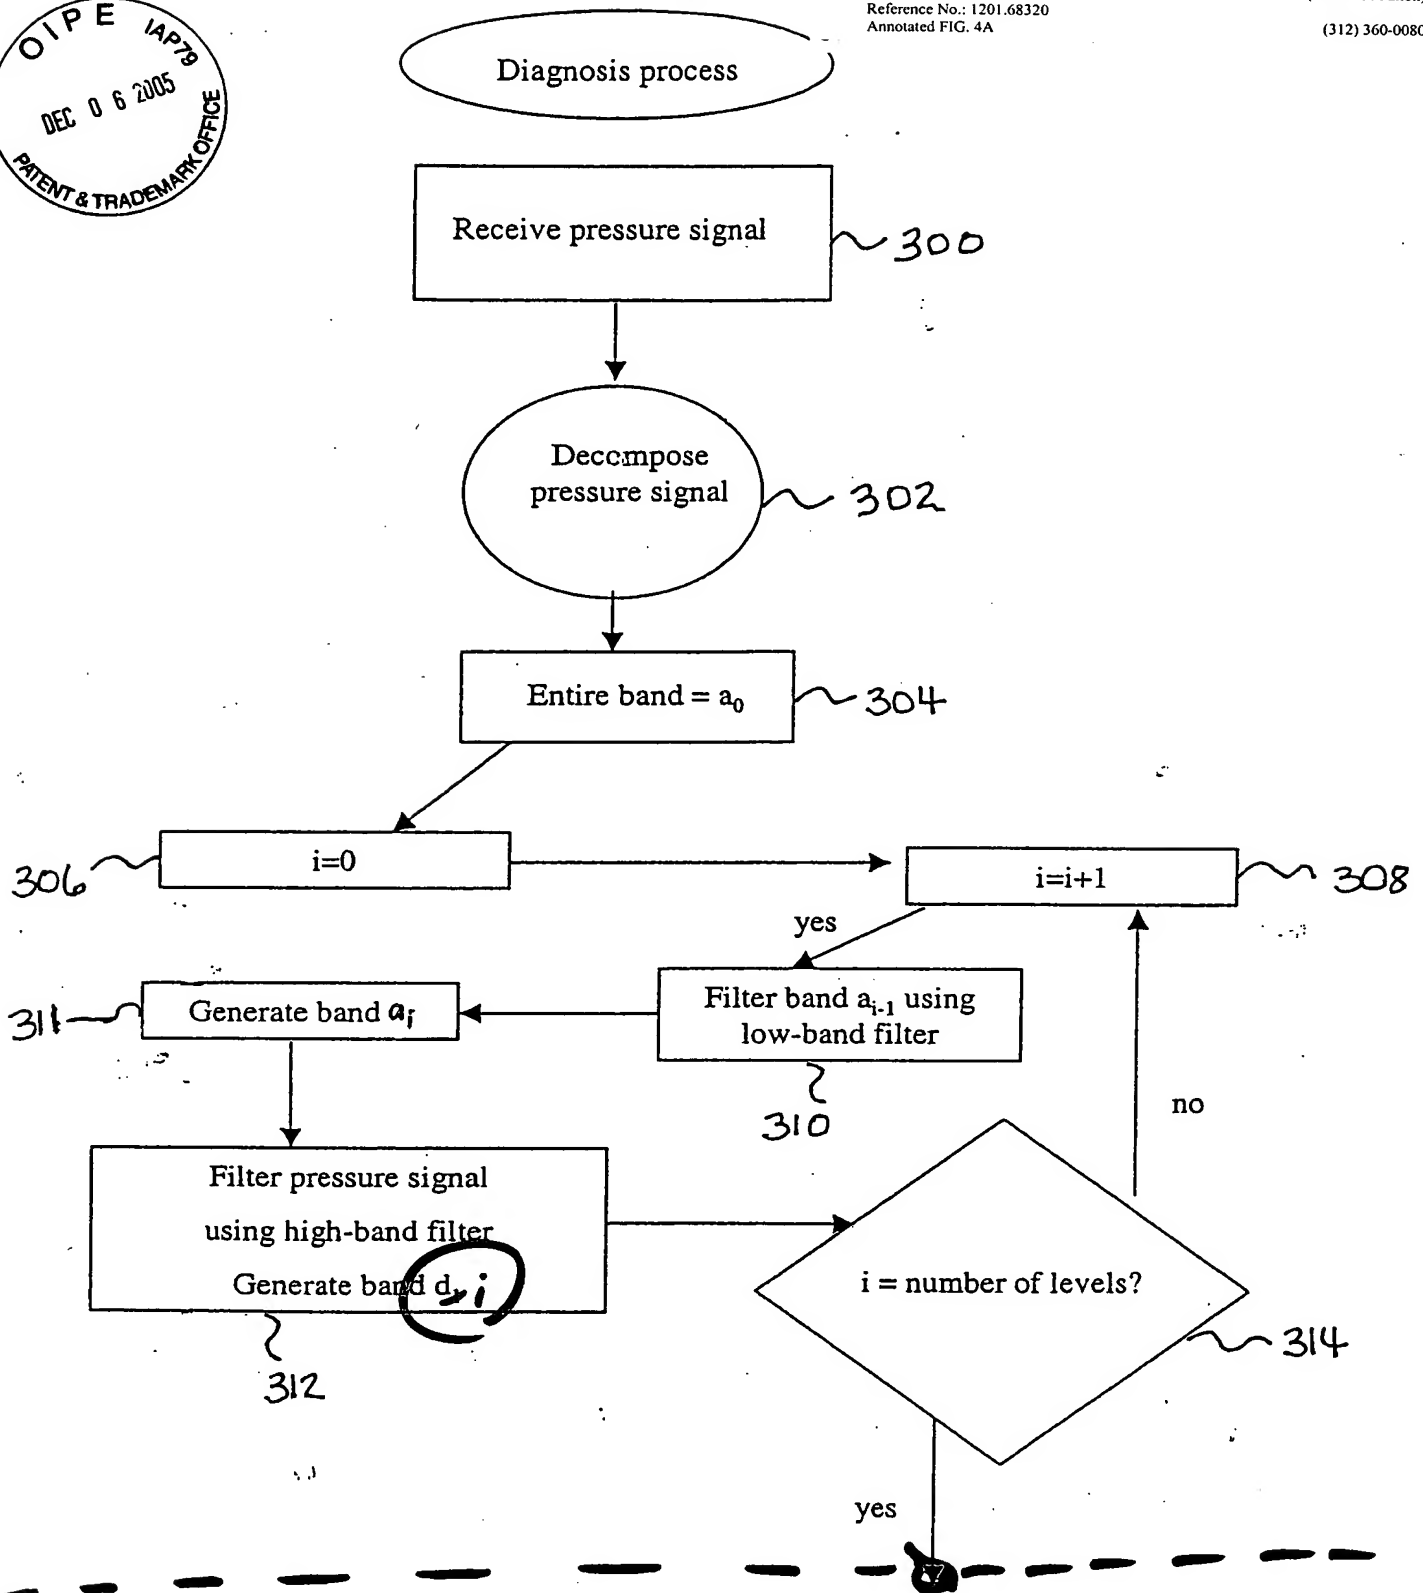 OIPE IAP79
DEC 06 2005
PATENT & TRADEMARK OFFICE
Reference No.: 1201.68320
Annotated FIG. 4A
(312) 360-0080
Diagnosis process
Receive pressure signal
300
Decompose
pressure signal
302
Entire band = a0
304
i=0
306
i=i+1
308
yes
Filter band ai-1 using
low-band filter
310
Generate band ai
311
no
Filter pressure signal
using high-band filter
Generate band d i
312
i = number of levels?
314
yes